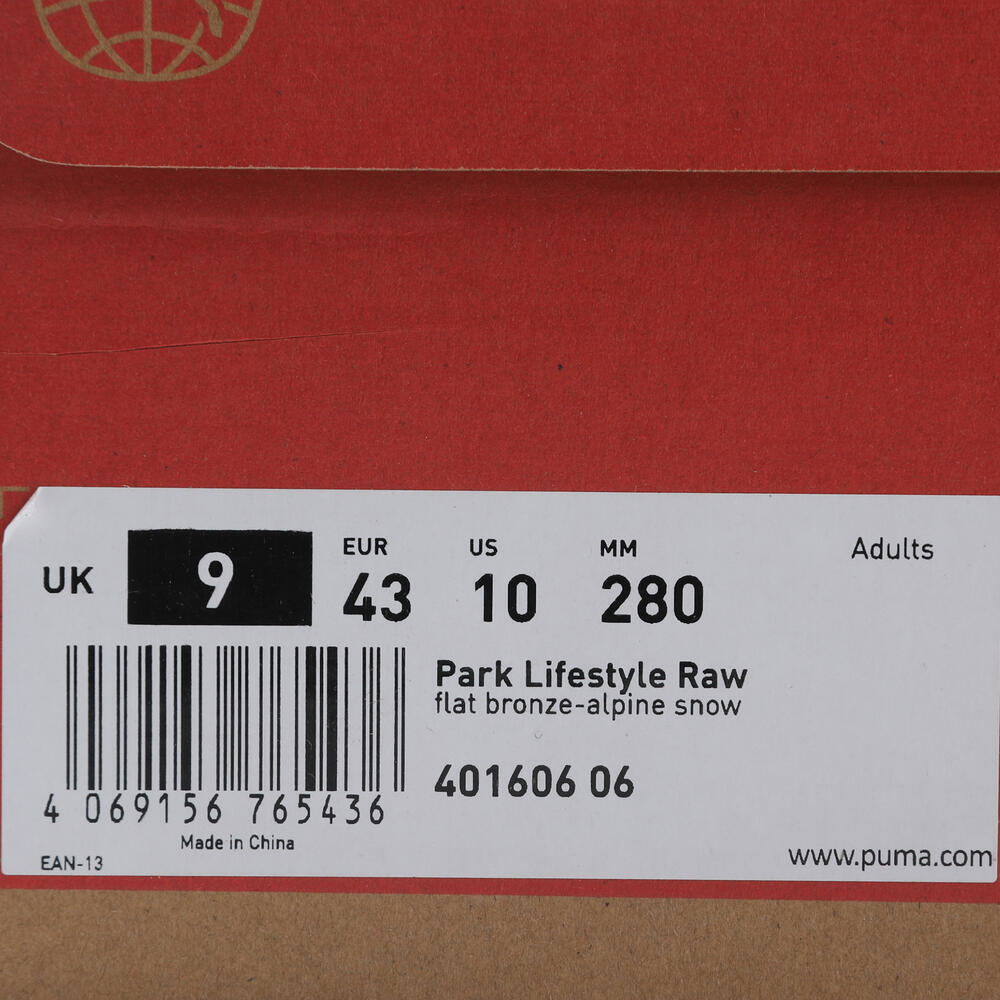 UK 9
EUR 43
US 10
MM 280
Adults
Park Lifestyle Raw
flat bronze-alpine snow
401606 06
4 069156 765436
Made in China
EAN-13
www.puma.com